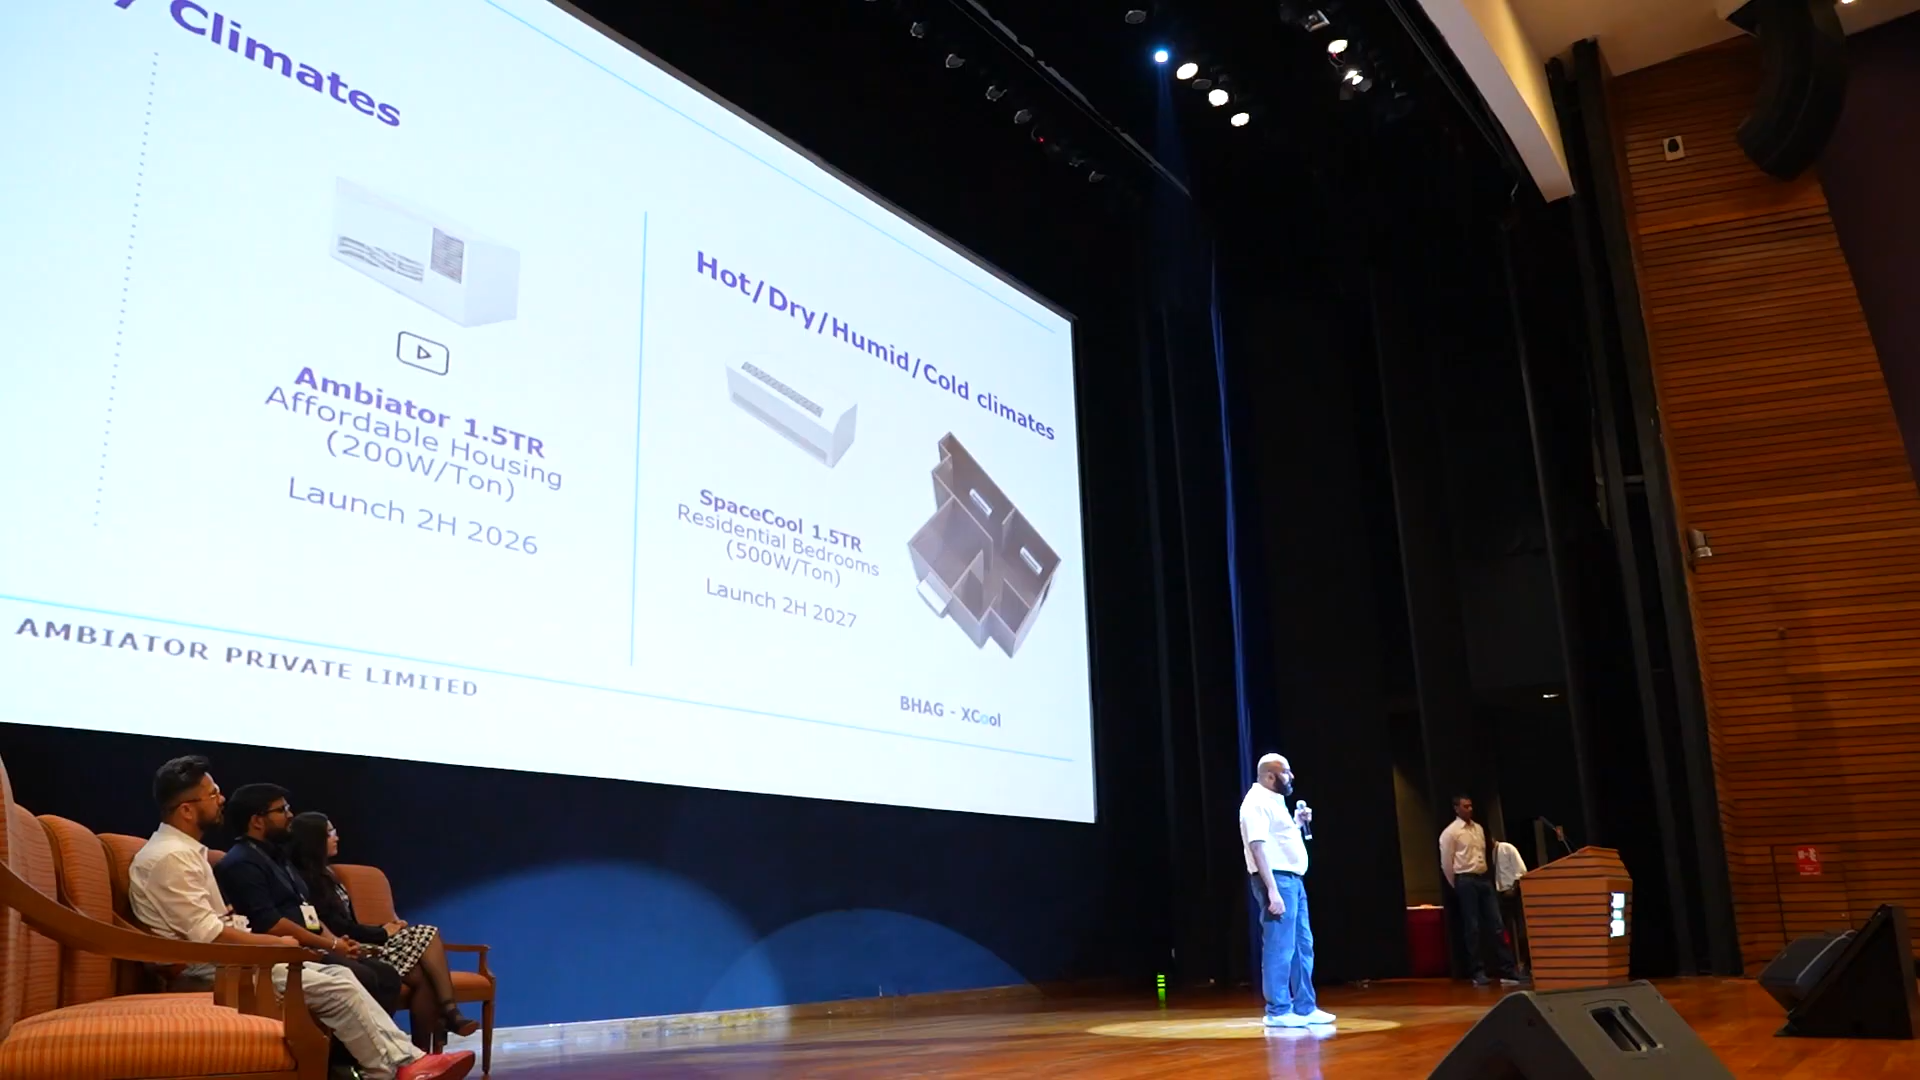 / Climates
Ambiator 1.5TR
Affordable Housing
(200W/Ton)
Launch 2H 2026
Hot/Dry/Humid/Cold climates
SpaceCool 1.5TR
Residential Bedrooms
(500W/Ton)
Launch 2H 2027
BHAG - XCool
AMBIATOR PRIVATE LIMITED